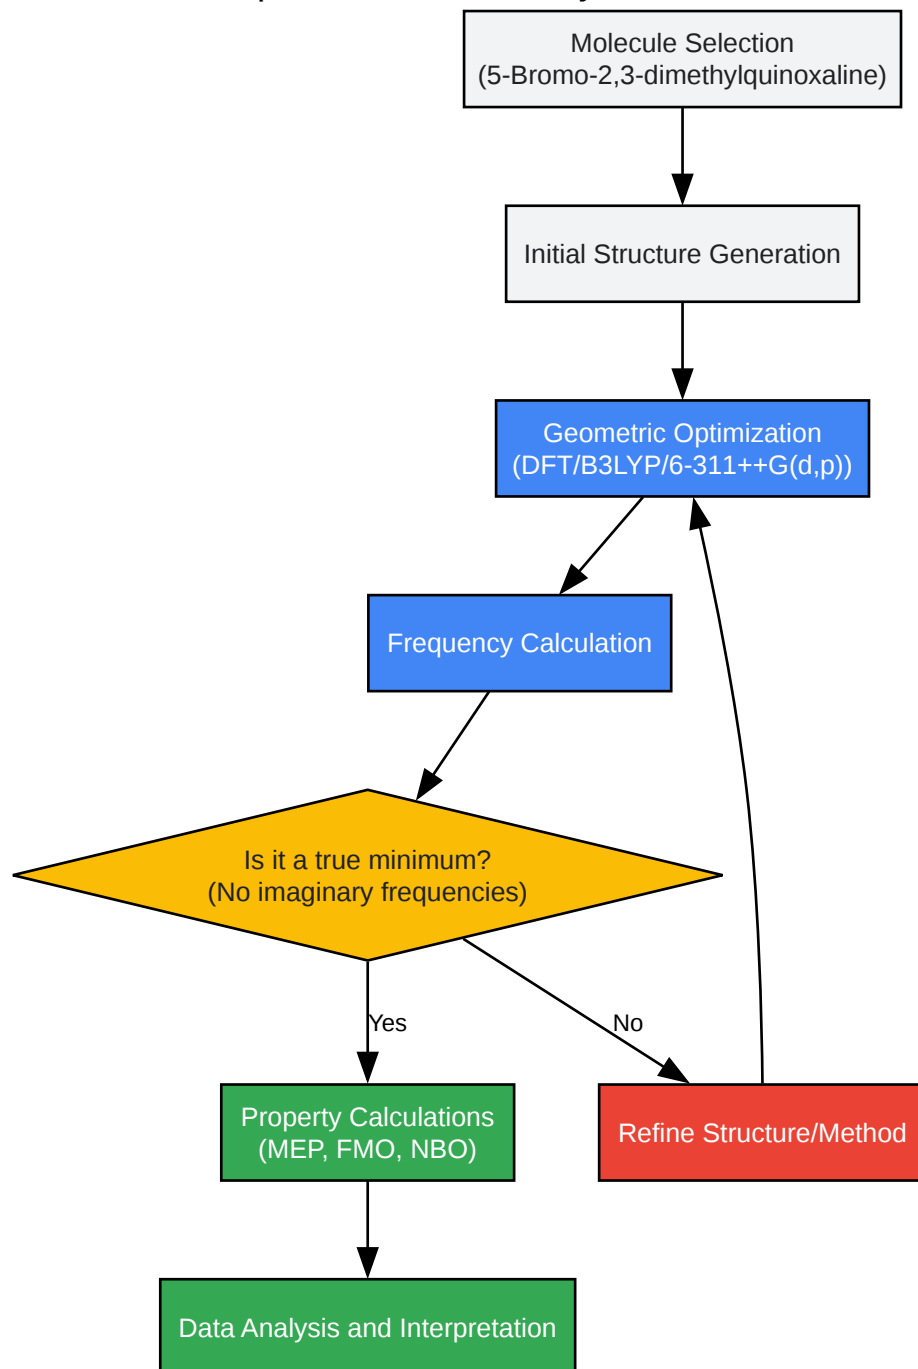 Molecule Selection
(5-Bromo-2,3-dimethylquinoxaline)
Initial Structure Generation
Geometric Optimization
(DFT/B3LYP/6-311++G(d,p))
Frequency Calculation
Is it a true minimum?
(No imaginary frequencies)
Yes
No
Property Calculations
(MEP, FMO, NBO)
Refine Structure/Method
Data Analysis and Interpretation